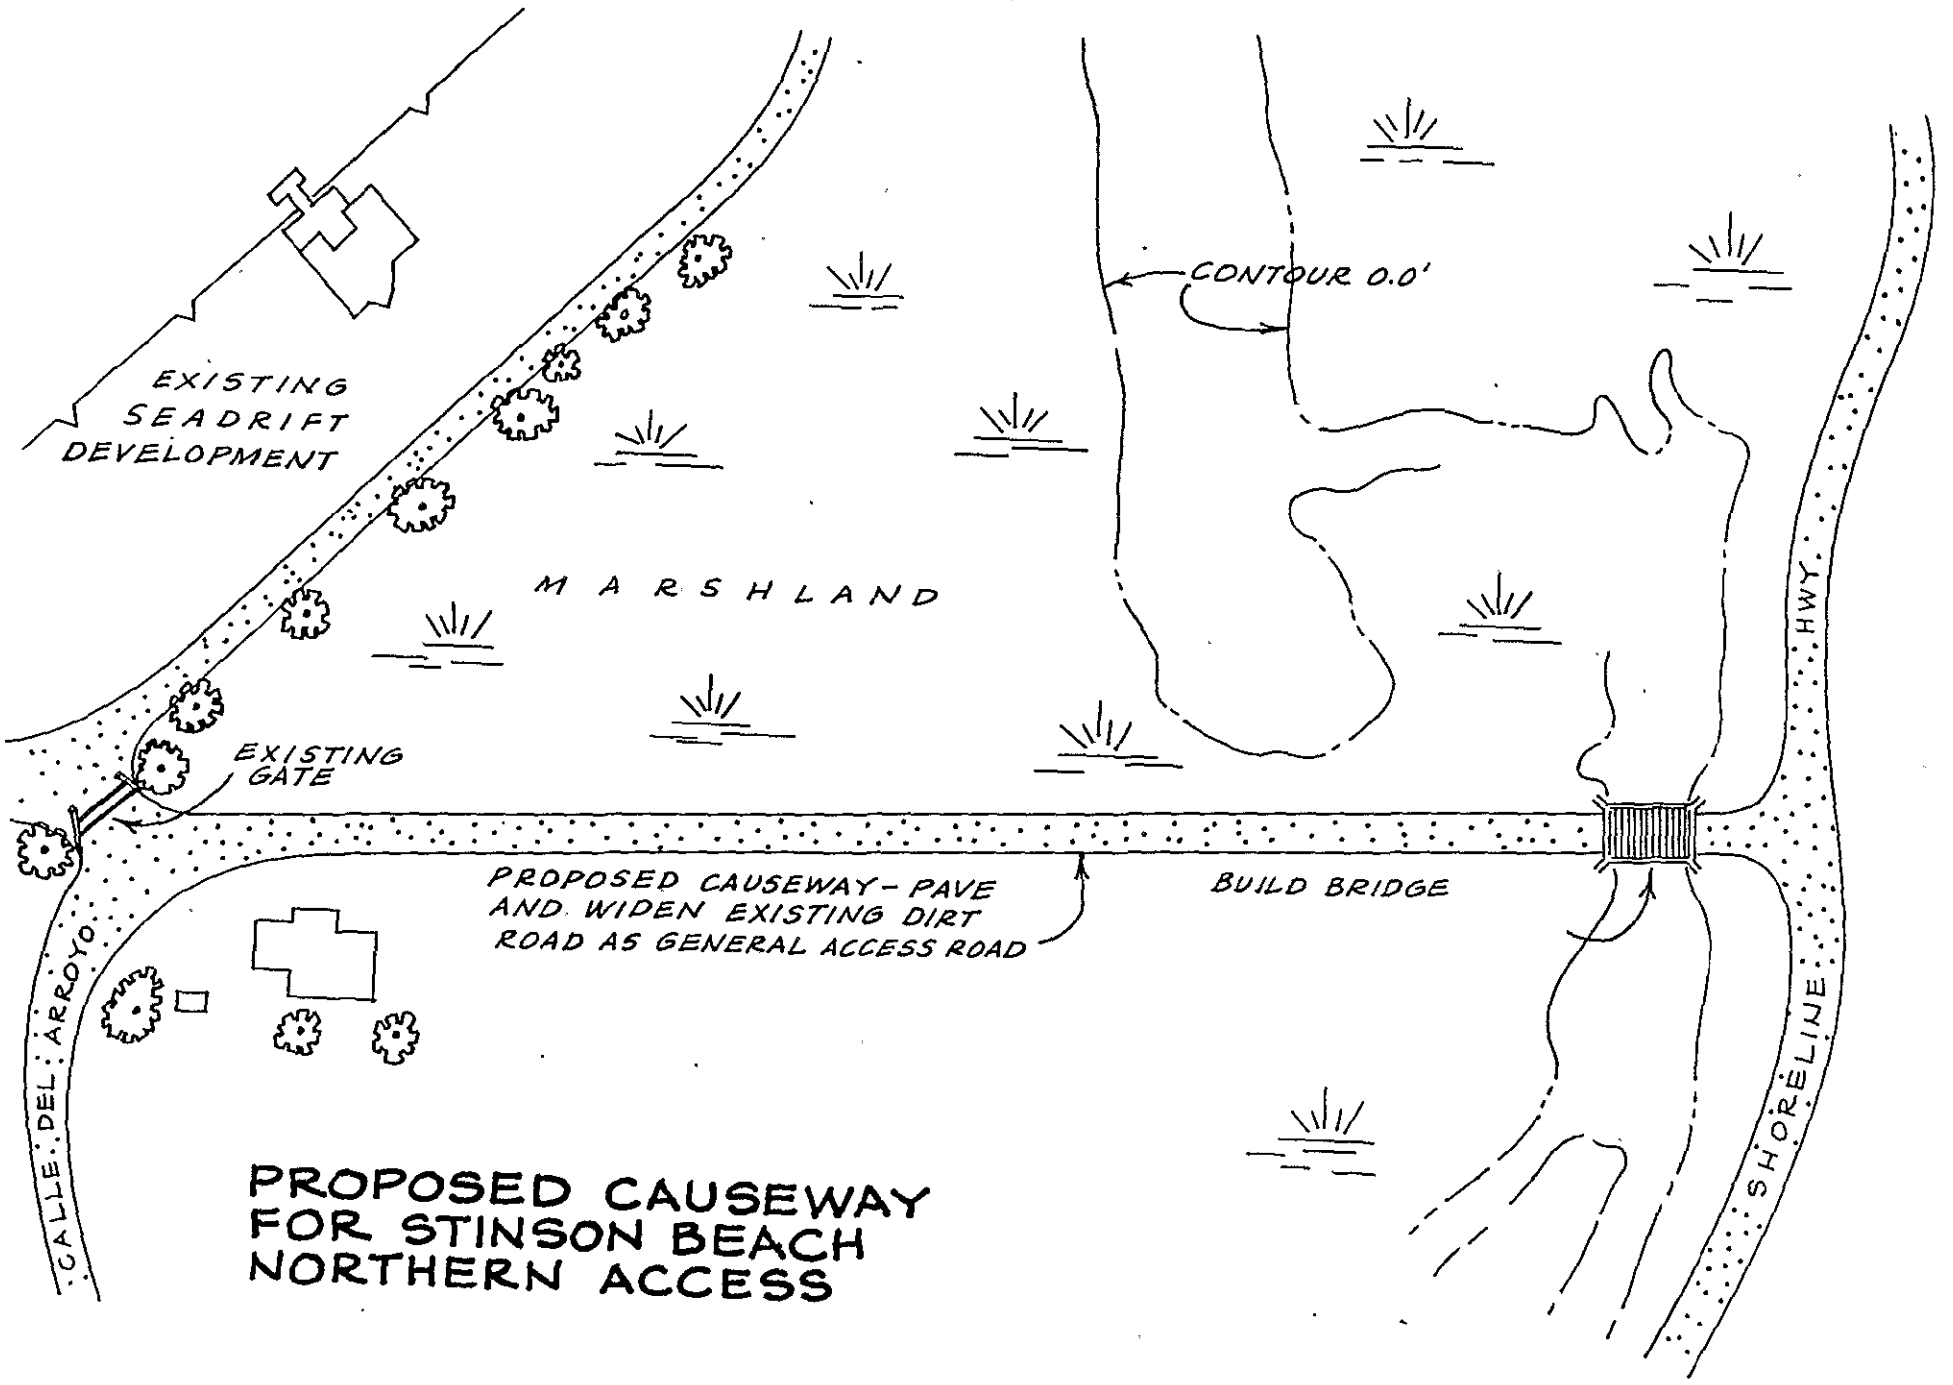 CONTOUR 0.0'
EXISTING
SEADRIFT
DEVELOPMENT
MARSHLAND
HWY
EXISTING
GATE
PROPOSED CAUSEWAY - PAVE
AND WIDEN EXISTING DIRT
ROAD AS GENERAL ACCESS ROAD
BUILD BRIDGE
CALLE DEL ARROYO
SHORELINE
PROPOSED CAUSEWAY
FOR STINSON BEACH
NORTHERN ACCESS